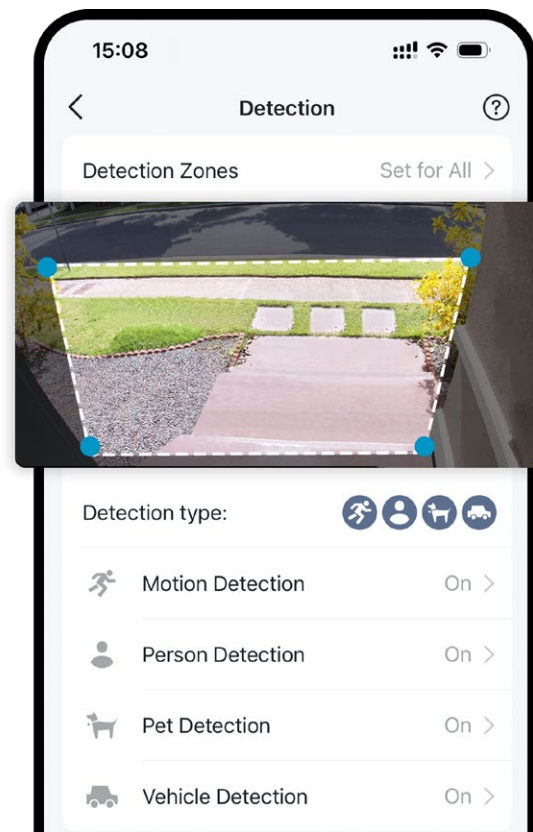 15:08
Detection
Detection Zones Set for All
Detection type:
Motion Detection On
Person Detection On
Pet Detection On
Vehicle Detection On